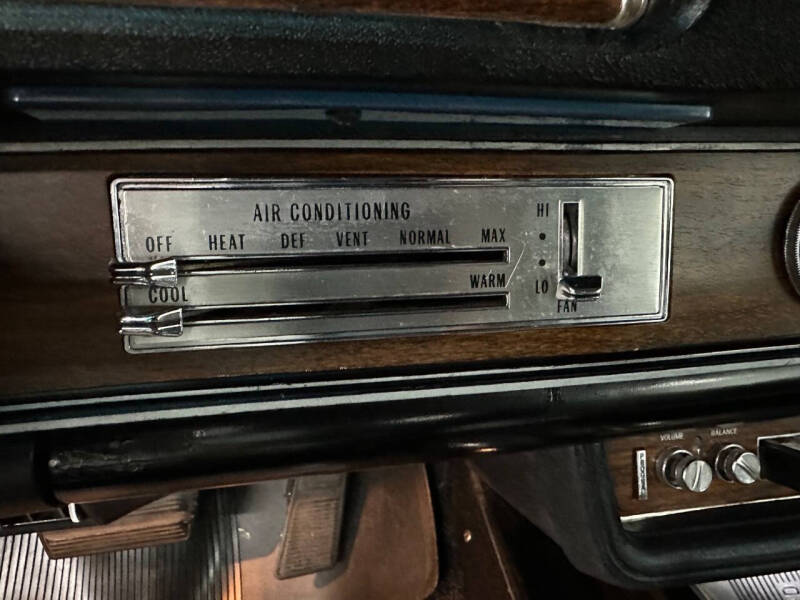 AIR CONDITIONING
OFF HEAT DEF VENT NORMAL MAX
COOL WARM
HI
LO
FAN
VOLUME BALANCE